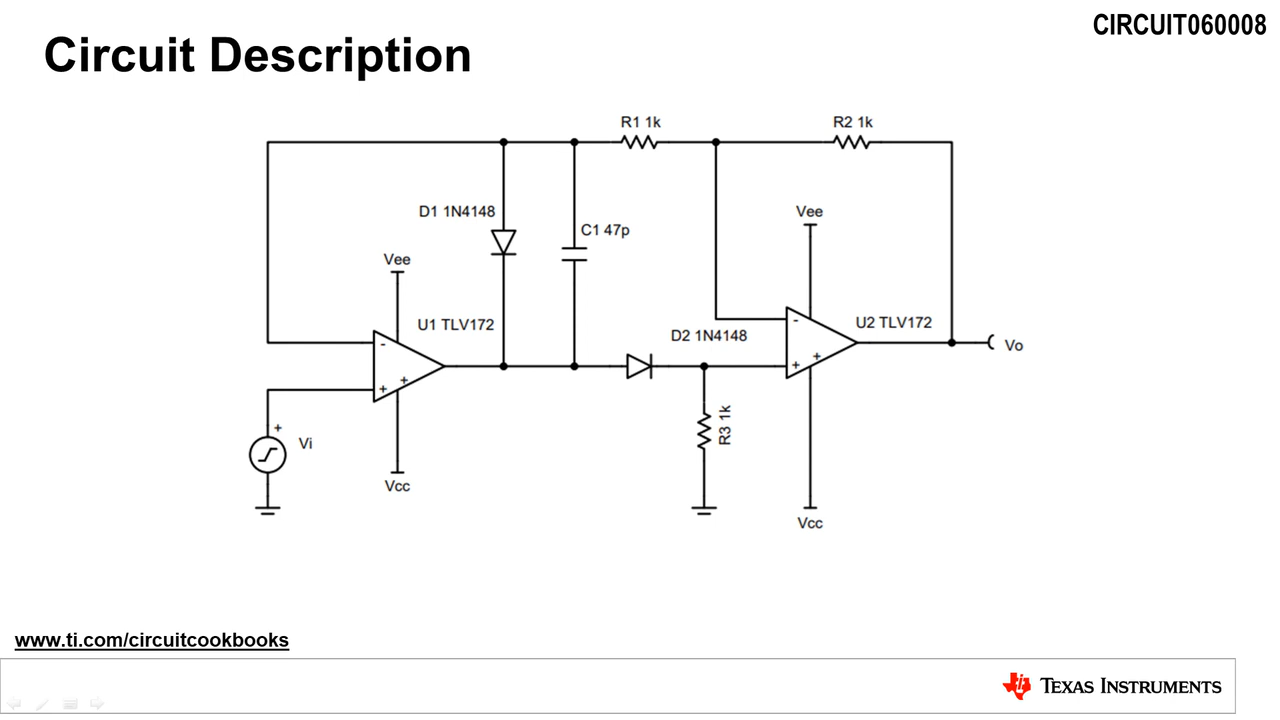 CIRCUIT060008
Circuit Description
R1 1k
R2 1k
D1 1N4148
C1 47p
Vee
Vee
U1 TLV172
D2 1N4148
U2 TLV172
-
+
+
-
+
+
Vo
R3 1k
+
Vi
Vcc
Vcc
www.ti.com/circuitcookbooks
TEXAS INSTRUMENTS